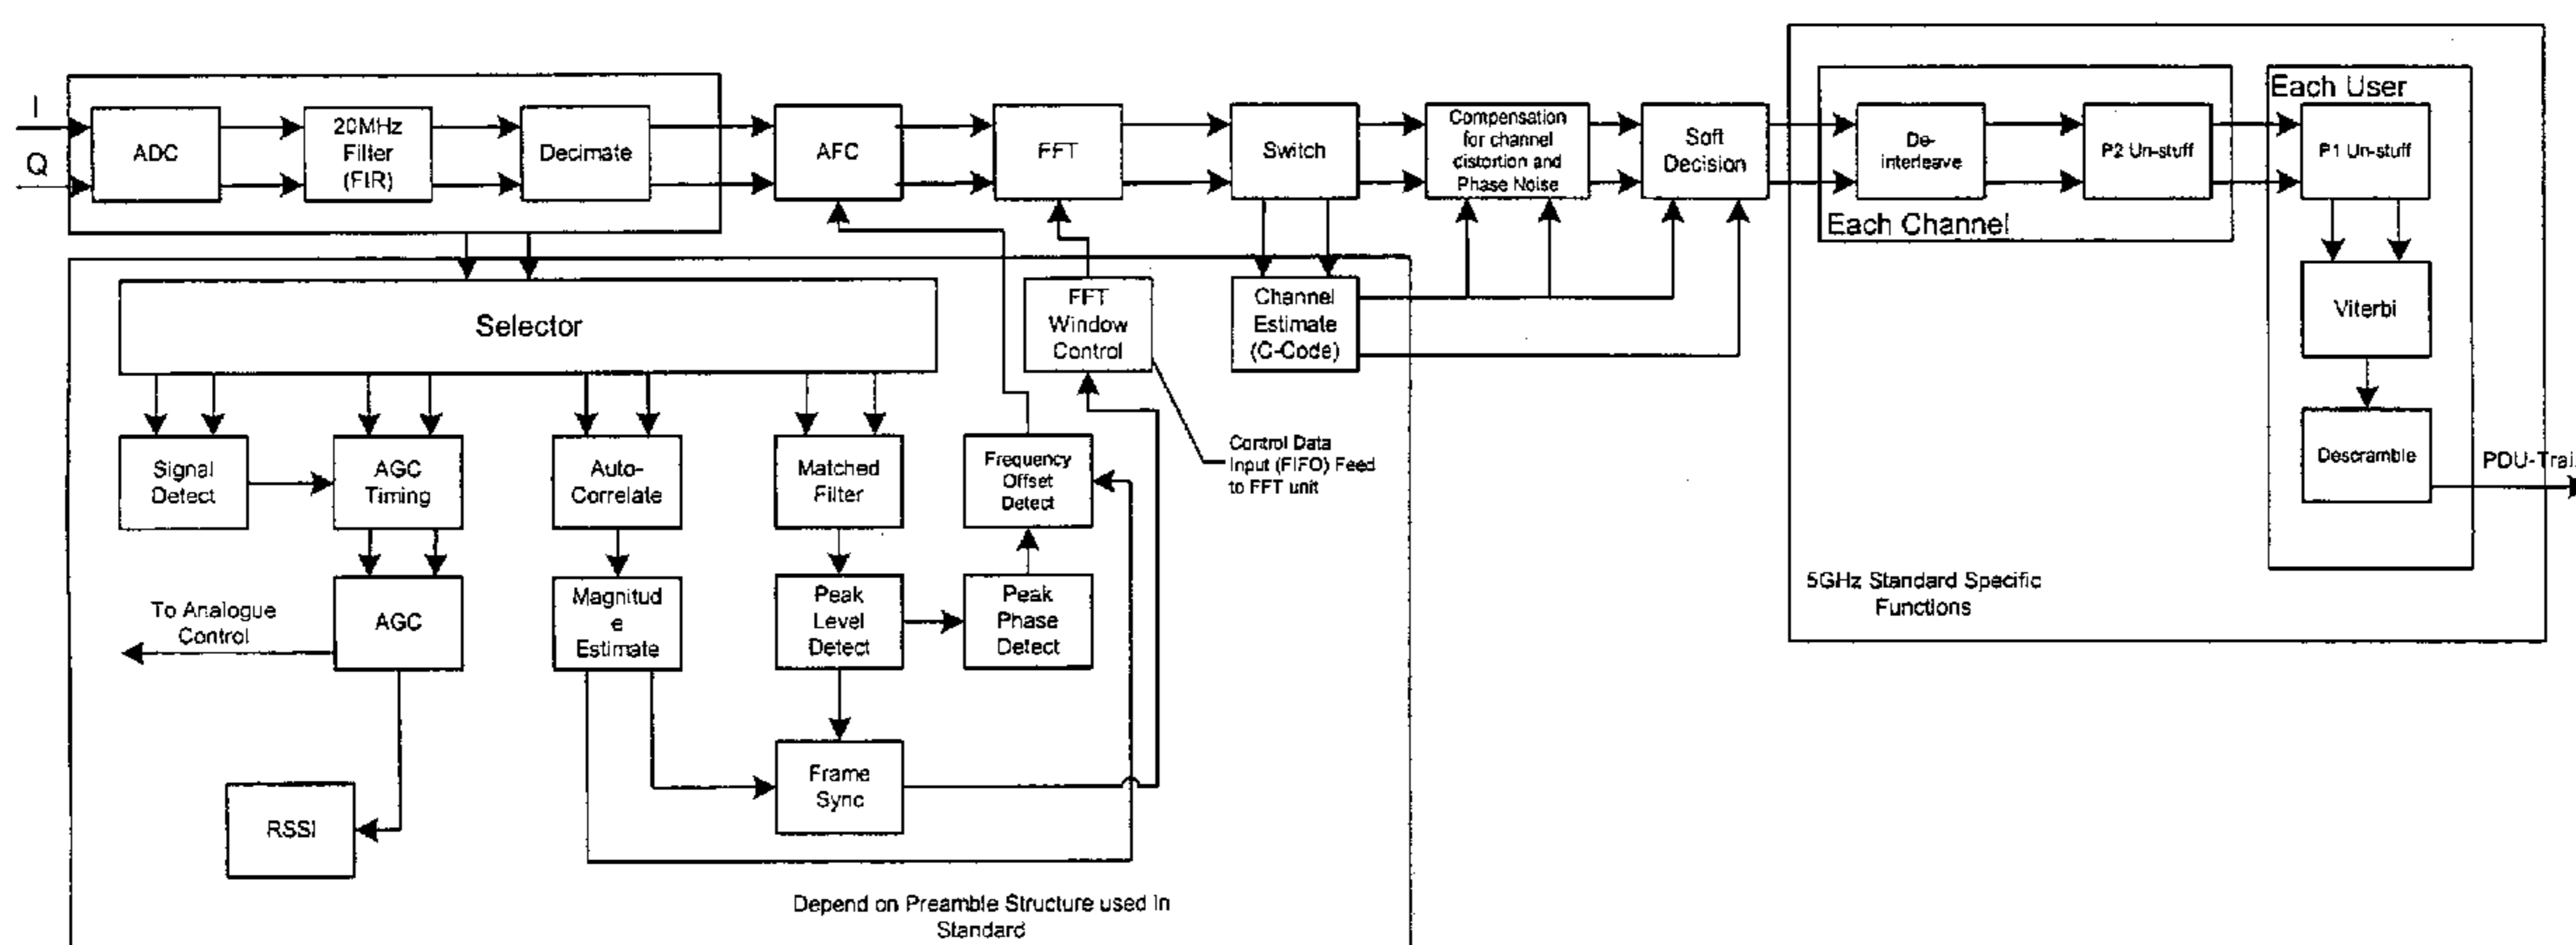 I
Q
ADC
20MHz
Filter
(FIR)
Decimate
AFC
FFT
Switch
Compensation
for channel
distortion and
Phase Noise
Soft
Decision
De-
interleave
P2 Un-stuff
Each Channel
Each User
P1 Un-stuff
Viterbi
Descramble
5GHz Standard Specific
Functions
Selector
FFT
Window
Control
Channel
Estimate
(C-Code)
Signal
Detect
AGC
Timing
Auto-
Correlate
Matched
Filter
Frequency
Offset
Detect
Control Data
Input (FIFO) Feed
to FFT unit
To Analogue
Control
AGC
Magnitud
e
Estimate
Peak
Level
Detect
Peak
Phase
Detect
RSSI
Frame
Sync
Depend on Preamble Structure used in
Standard